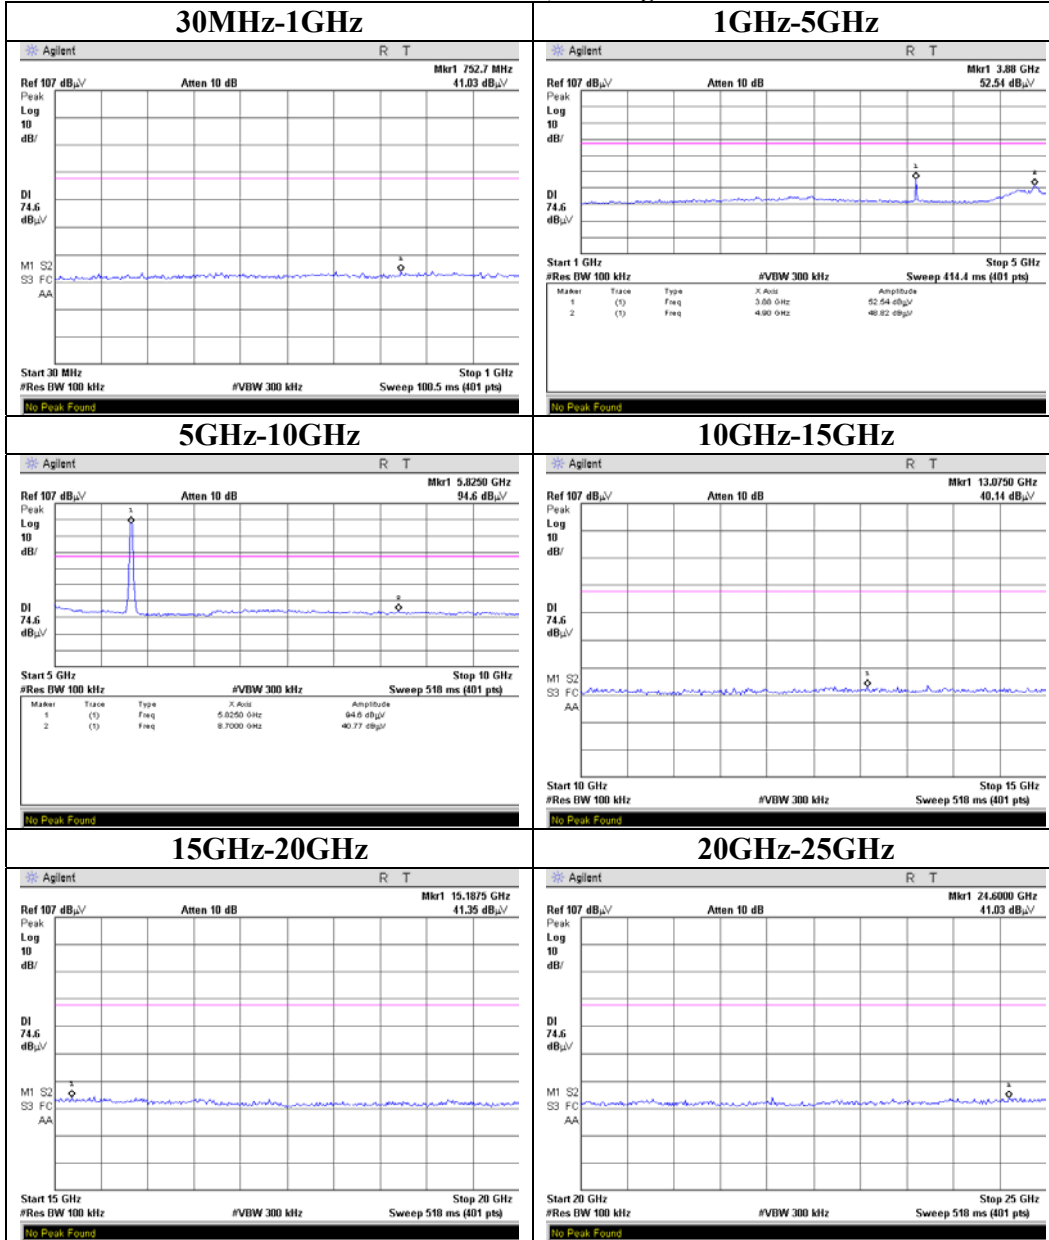 30MHz-1GHz
Agilent R T
Mkr1 752.7 MHz
Ref 107 dBµV Atten 10 dB 41.03 dBµV
Peak
Log
10
dB/
1
DI
74.6
dBµV
M1 S2
S3 FC
AA
Start 30 MHz Stop 1 GHz
#Res BW 100 kHz #VBW 300 kHz Sweep 100.5 ms (401 pts)
No Peak Found
1GHz-5GHz
Agilent R T
Mkr1 3.88 GHz
Ref 107 dBµV Atten 10 dB 52.54 dBµV
Peak
Log
10
dB/
1
2
DI
74.6
dBµV
Start 1 GHz Stop 5 GHz
#Res BW 100 kHz #VBW 300 kHz Sweep 414.4 ms (401 pts)
Marker Trace Type X Axis Amplitude
1 (1) Freq 3.88 GHz 52.54 dBµV
2 (1) Freq 4.90 GHz 48.82 dBµV
No Peak Found
5GHz-10GHz
Agilent R T
Mkr1 5.8250 GHz
Ref 107 dBµV Atten 10 dB 94.6 dBµV
Peak
Log
10
dB/
1
2
DI
74.6
dBµV
Start 5 GHz Stop 10 GHz
#Res BW 100 kHz #VBW 300 kHz Sweep 518 ms (401 pts)
Marker Trace Type X Axis Amplitude
1 (1) Freq 5.8250 GHz 94.6 dBµV
2 (1) Freq 8.7000 GHz 40.77 dBµV
No Peak Found
10GHz-15GHz
Agilent R T
Mkr1 13.0750 GHz
Ref 107 dBµV Atten 10 dB 40.14 dBµV
Peak
Log
10
dB/
1
DI
74.6
dBµV
M1 S2
S3 FC
AA
Start 10 GHz Stop 15 GHz
#Res BW 100 kHz #VBW 300 kHz Sweep 518 ms (401 pts)
No Peak Found
15GHz-20GHz
Agilent R T
Mkr1 15.1875 GHz
Ref 107 dBµV Atten 10 dB 41.35 dBµV
Peak
Log
10
dB/
1
DI
74.6
dBµV
M1 S2
S3 FC
AA
Start 15 GHz Stop 20 GHz
#Res BW 100 kHz #VBW 300 kHz Sweep 518 ms (401 pts)
No Peak Found
20GHz-25GHz
Agilent R T
Mkr1 24.6000 GHz
Ref 107 dBµV Atten 10 dB 41.03 dBµV
Peak
Log
10
dB/
1
DI
74.6
dBµV
M1 S2
S3 FC
AA
Start 20 GHz Stop 25 GHz
#Res BW 100 kHz #VBW 300 kHz Sweep 518 ms (401 pts)
No Peak Found